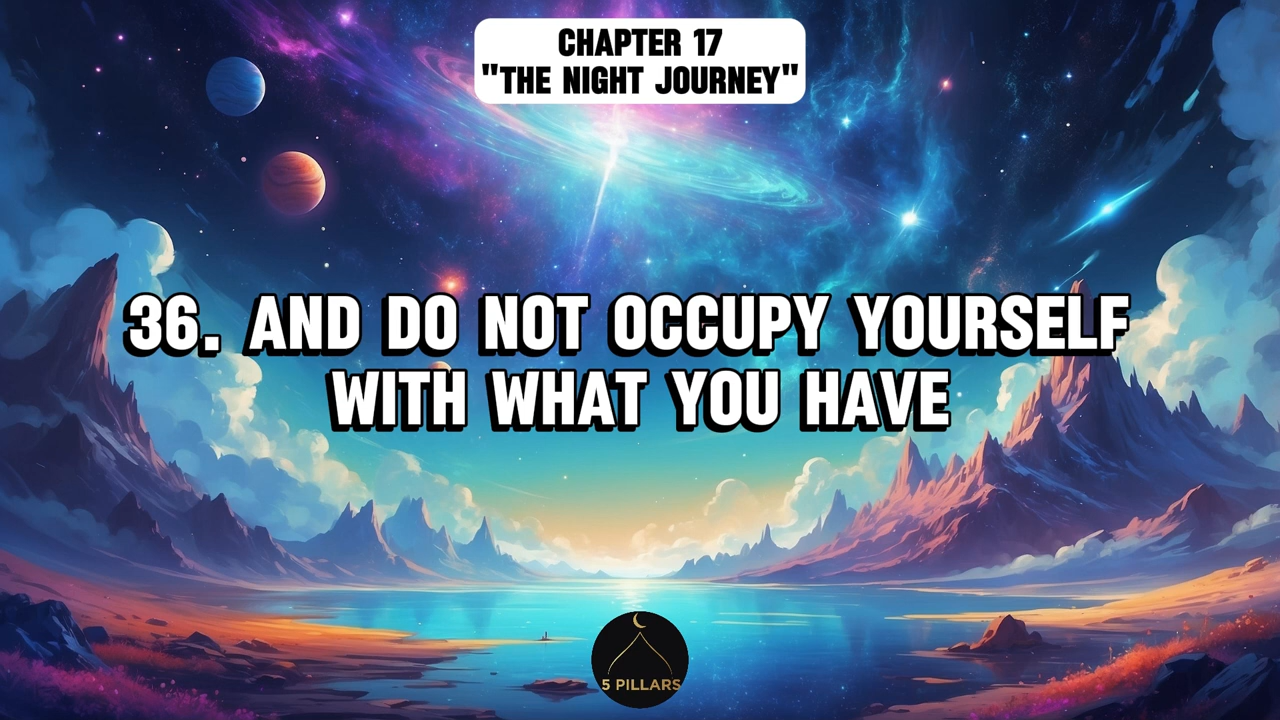 CHAPTER 17
"THE NIGHT JOURNEY"
36. AND DO NOT OCCUPY YOURSELF
WITH WHAT YOU HAVE
5 PILLARS